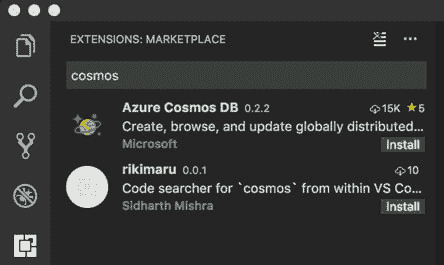 EXTENSIONS: MARKETPLACE
cosmos
Azure Cosmos DB 0.2.2 15K 5
Create, browse, and update globally distributed...
Microsoft Install
rikimaru 0.0.1 10
Code searcher for `cosmos` from within VS Co...
Sidharth Mishra Install